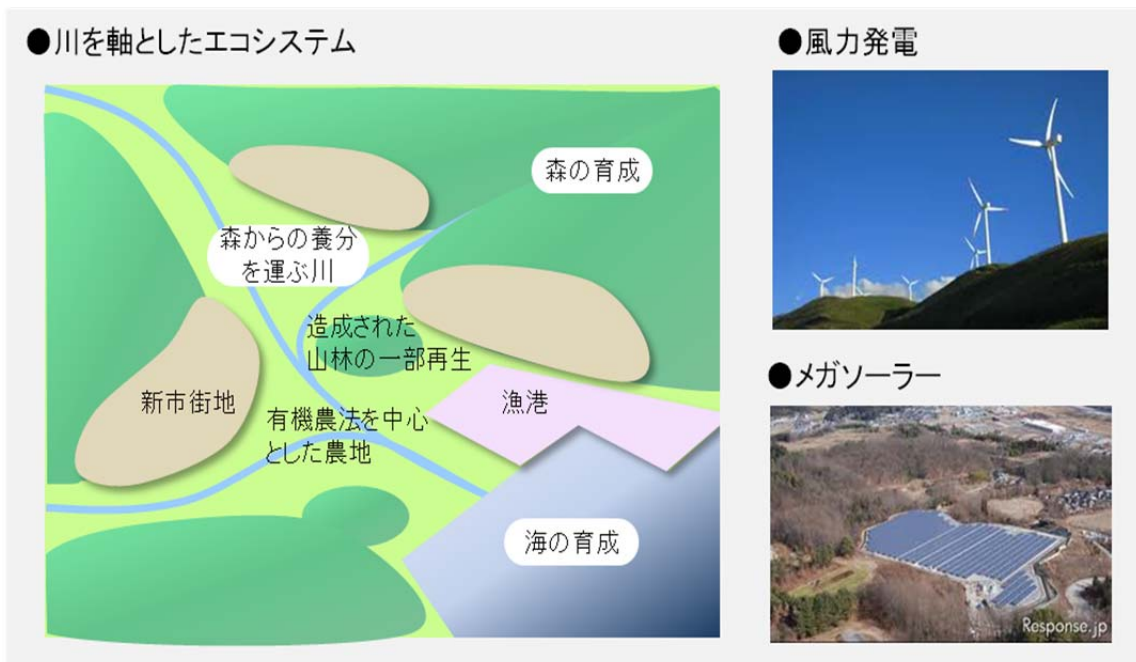 ●川を軸としたエコシステム
森の育成
森からの養分
を運ぶ川
造成された
山林の一部再生
新市街地
漁港
有機農法を中心
とした農地
海の育成
●風力発電
●メガソーラー
Response.jp